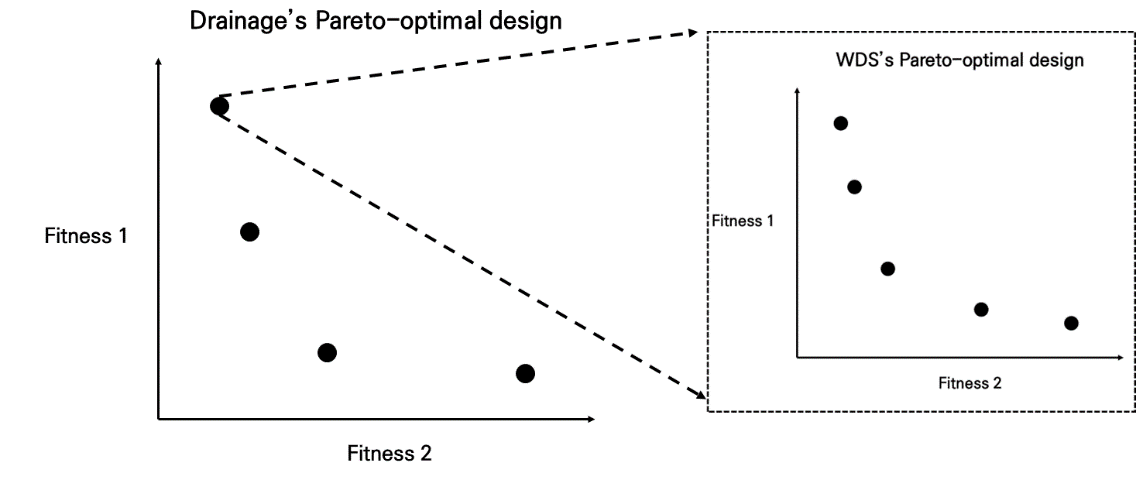 Drainage's Pareto-optimal design
Fitness 1
Fitness 2
WDS's Pareto-optimal design
Fitness 1
Fitness 2